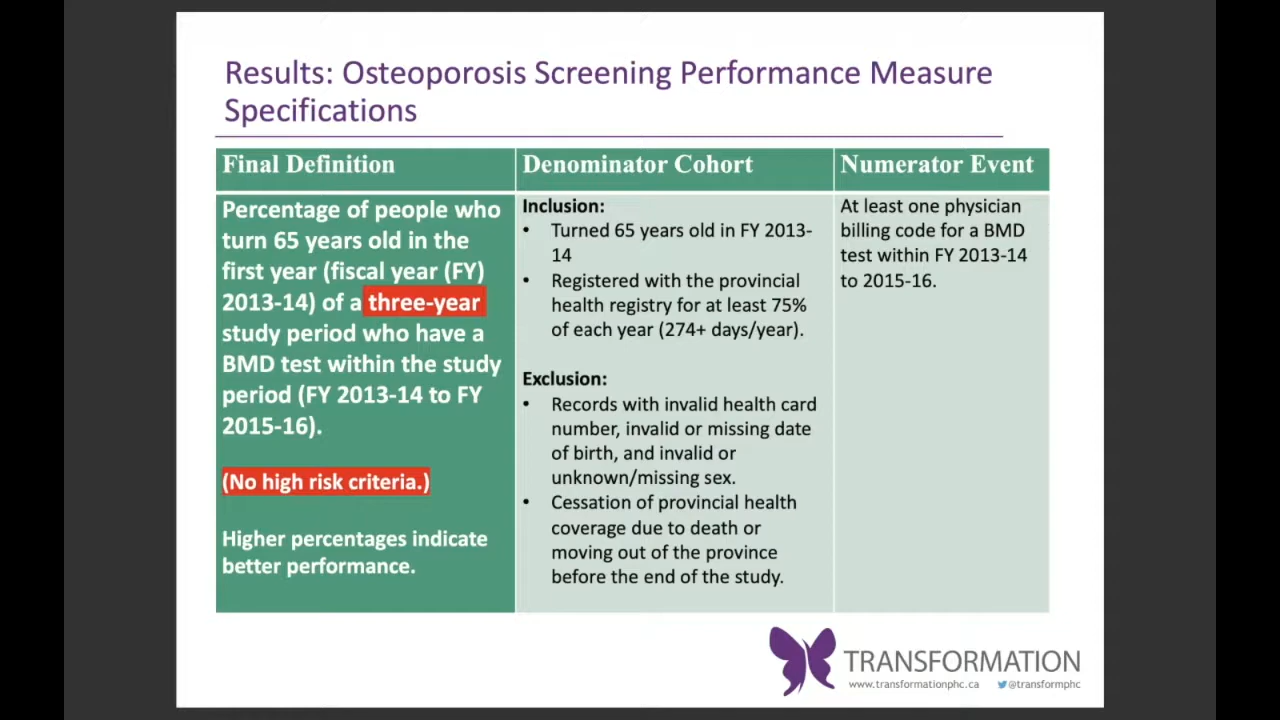 Results: Osteoporosis Screening Performance Measure
Specifications
Final Definition
Percentage of people who
turn 65 years old in the
first year (fiscal year (FY)
2013-14) of a three-year
study period who have a
BMD test within the study
period (FY 2013-14 to FY
2015-16).
(No high risk criteria.)
Higher percentages indicate
better performance.
Denominator Cohort
Inclusion:
• Turned 65 years old in FY 2013-
14
• Registered with the provincial
health registry for at least 75%
of each year (274+ days/year).
Exclusion:
• Records with invalid health card
number, invalid or missing date
of birth, and invalid or
unknown/missing sex.
• Cessation of provincial health
coverage due to death or
moving out of the province
before the end of the study.
Numerator Event
At least one physician
billing code for a BMD
test within FY 2013-14
to 2015-16.
TRANSFORMATION
www.transformationphc.ca @transformphc